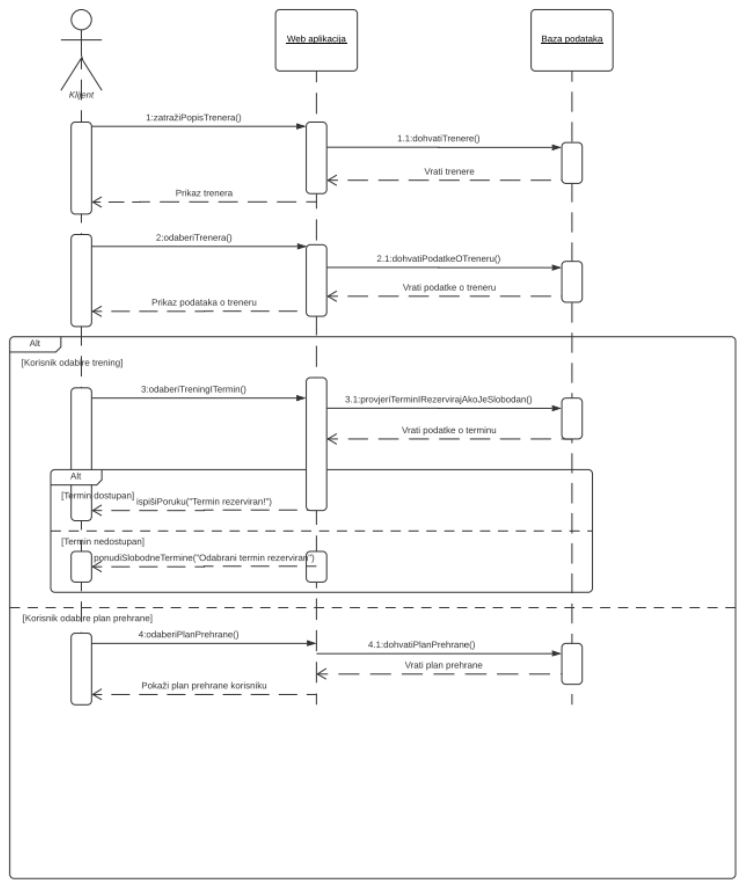 Web aplikacija
Baza podataka
Klijent
1:zatražiPopisTrenera()
1.1:dohvatiTrenere()
Vrati trenere
Prikaz trenera
2:odaberiTrenera()
2.1:dohvatiPodatkeOTreneru()
Vrati podatke o treneru
Prikaz podataka o treneru
Alt
[Korisnik odabire trening]
3:odaberiTreningITermin()
3.1:provjeriTerminIRezervirajAkoJeSlobodan()
Vrati podatke o terminu
Alt
[Termin dostupan]
ispišiPoruku("Termin rezerviran!")
[Termin nedostupan]
ponudiSlobodneTermine("Odabrani termin rezerviran")
[Korisnik odabire plan prehrane]
4:odaberiPlanPrehrane()
4.1:dohvatiPlanPrehrane()
Vrati plan prehrane
Pokaži plan prehrane korisniku